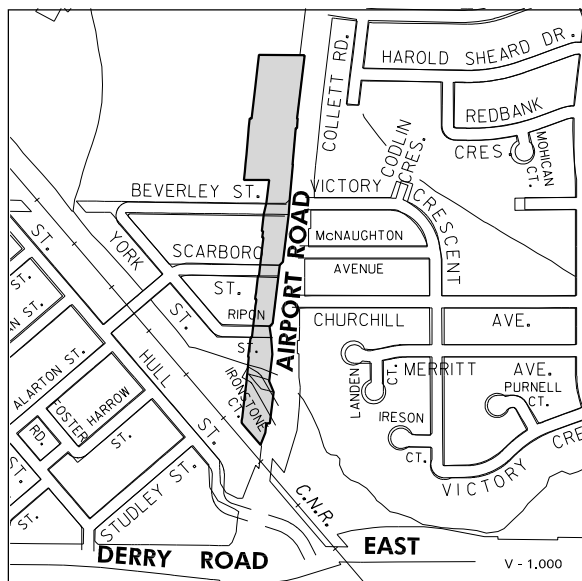 COLLETT RD.
HAROLD SHEARD DR.
REDBANK
CRES.
MOHICAN
CT.
CODLIN
CRES.
BEVERLEY ST.
VICTORY
CRESCENT
ST.
YORK
ST.
SCARBORO
ST.
McNAUGHTON
AVENUE
AIRPORT ROAD
RIPON
ST.
CHURCHILL
AVE.
MERRITT
AVE.
LANDEN
CT.
PURNELL
CT.
IRESON
CT.
IRONSTONE
CT.
HULL
ST.
ST.
ST.
ALARTON ST.
HARROW
ST.
FOSTER
RD.
ST.
ST.
STUDLEY ST.
VICTORY
CRE
C.N.R.
DERRY ROAD
EAST
V - 1.000